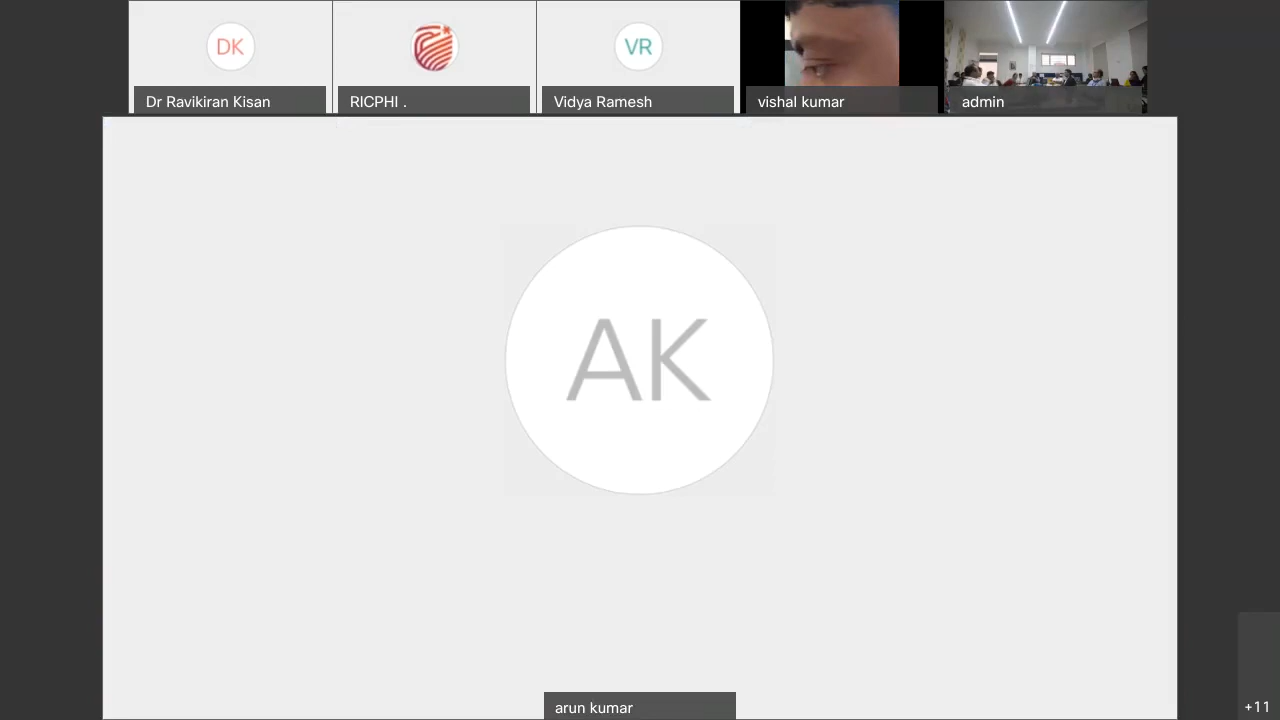 DK
VR
Dr Ravikiran Kisan
RICPHI .
Vidya Ramesh
vishal kumar
admin
AK
arun kumar
+11